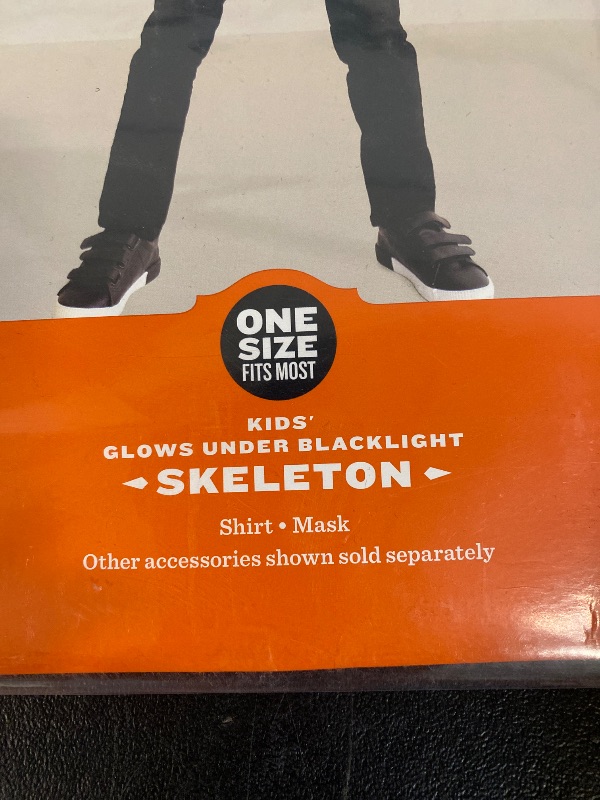 ONE
SIZE
FITS MOST
KIDS'
GLOWS UNDER BLACKLIGHT
SKELETON
Shirt • Mask
Other accessories shown sold separately